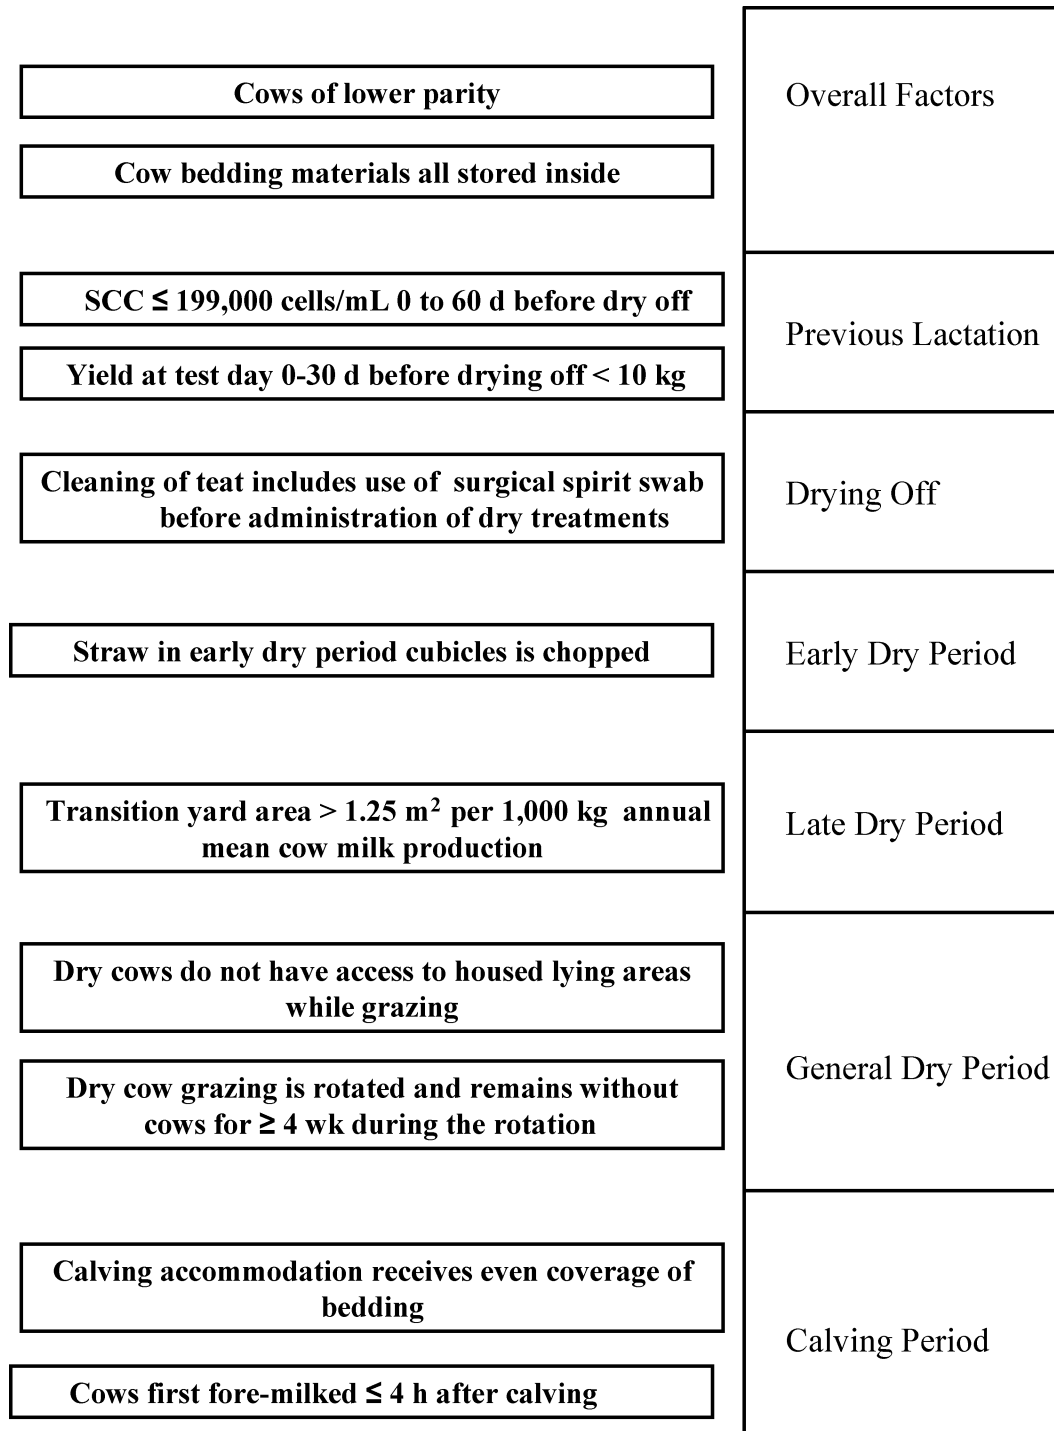 Cows of lower parity
Overall Factors
Cow bedding materials all stored inside
SCC ≤ 199,000 cells/mL 0 to 60 d before dry off
Previous Lactation
Yield at test day 0-30 d before drying off < 10 kg
Cleaning of teat includes use of surgical spirit swab
before administration of dry treatments
Drying Off
Straw in early dry period cubicles is chopped
Early Dry Period
Transition yard area > 1.25 m² per 1,000 kg annual
mean cow milk production
Late Dry Period
Dry cows do not have access to housed lying areas
while grazing
General Dry Period
Dry cow grazing is rotated and remains without
cows for ≥ 4 wk during the rotation
Calving accommodation receives even coverage of
bedding
Calving Period
Cows first fore-milked ≤ 4 h after calving